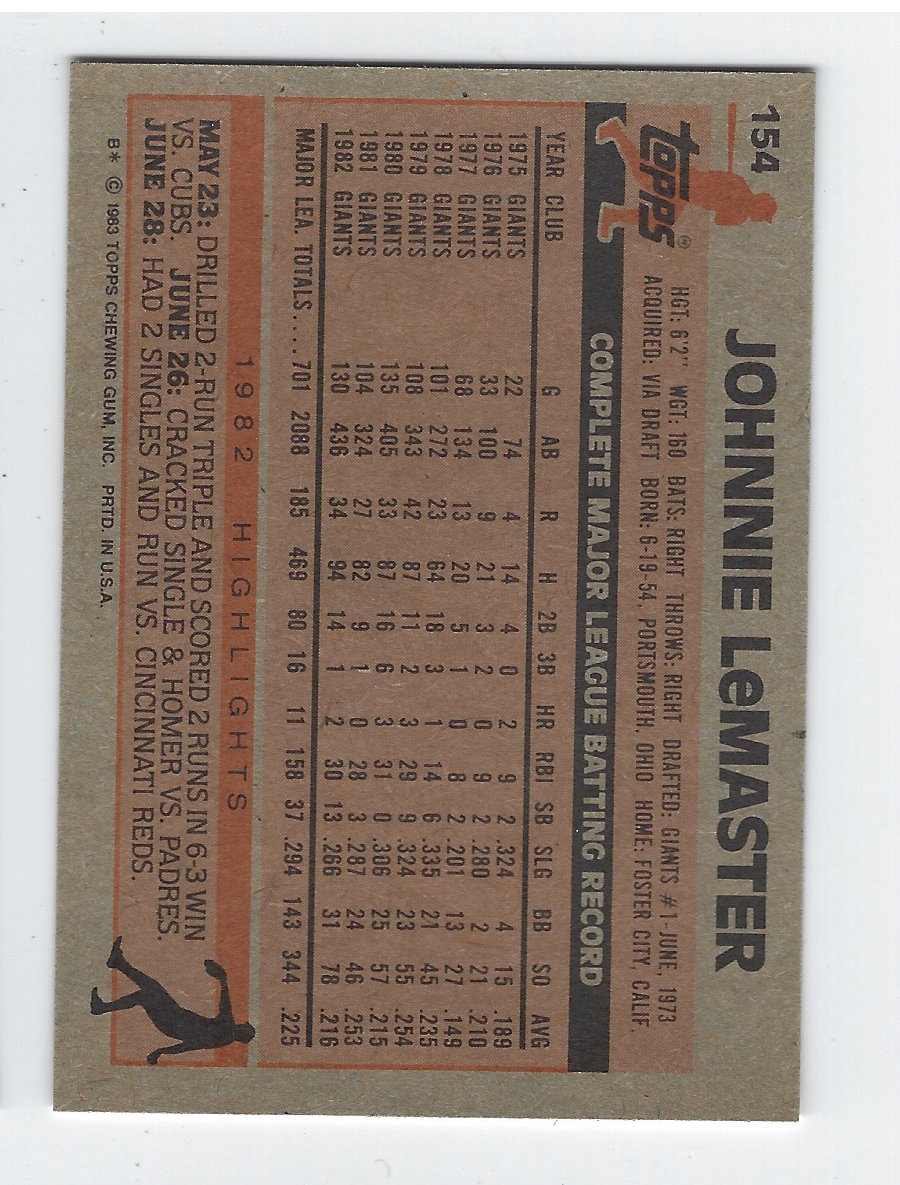 154
JOHNNIE LeMASTER
TOPPS®
HGT: 6'2" WGT: 160 BATS: RIGHT THROWS: RIGHT DRAFTED: GIANTS #1-JUNE, 1973
ACQUIRED: VIA DRAFT BORN: 6-19-54, PORTSMOUTH, OHIO HOME: FOSTER CITY, CALIF.
COMPLETE MAJOR LEAGUE BATTING RECORD
YEAR CLUB G AB R H 2B 3B HR RBI SB SLG BB SO AVG
1975 GIANTS 22 74 4 14 4 0 2 9 2 .324 4 15 .189
1976 GIANTS 33 100 9 21 3 2 0 9 2 .280 2 21 .210
1977 GIANTS 68 134 13 20 5 1 0 8 2 .201 13 27 .149
1978 GIANTS 101 272 23 64 18 3 1 14 6 .335 21 45 .235
1979 GIANTS 108 343 42 87 11 2 3 29 9 .324 23 55 .254
1980 GIANTS 135 405 33 87 16 6 3 31 0 .306 25 57 .215
1981 GIANTS 104 324 27 82 9 1 0 28 3 .287 24 46 .253
1982 GIANTS 130 436 34 94 14 1 2 30 13 .266 31 78 .216
MAJOR LEA. TOTALS.... 701 2088 185 469 80 16 11 158 37 .294 143 344 .225
1982 HIGHLIGHTS
MAY 23: DRILLED 2-RUN TRIPLE AND SCORED 2 RUNS IN 6-3 WIN
VS. CUBS. JUNE 26: CRACKED SINGLE & HOMER VS. PADRES.
JUNE 28: HAD 2 SINGLES AND RUN VS. CINCINNATI REDS.
B* © 1983 TOPPS CHEWING GUM, INC. PRTD. IN U.S.A.